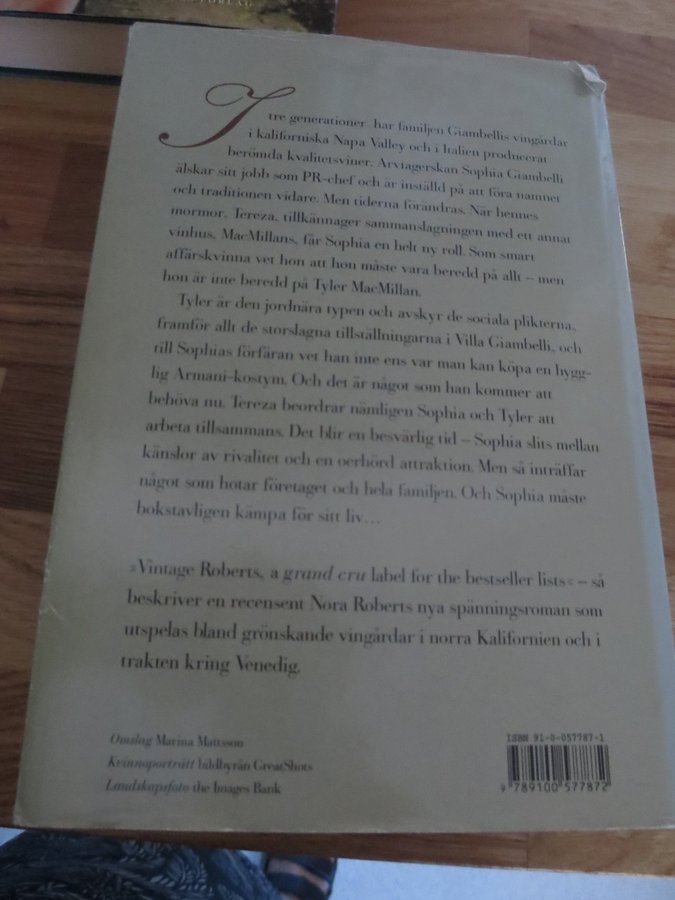 FÖRLAG
I tre generationer har familjen Giambellis vingårdar
i kaliforniska Napa Valley och i Italien producerat
berömda kvalitetsviner. Arvtagerskan Sophia Giambelli
älskar sitt jobb som PR-chef och är inställd på att föra namnet
och traditionen vidare. Men tiderna förändras. När hennes
mormor, Tereza, tillkännager sammanslagningen med ett annat
vinhus, MacMillans, får Sophia en helt ny roll. Som smart
affärskvinna vet hon att hon måste vara beredd på allt – men
hon är inte beredd på Tyler MacMillan.
Tyler är den jordnära typen och avskyr de sociala plikterna,
framför allt de storslagna tillställningarna i Villa Giambelli, och
till Sophias förfäran vet han inte ens var man kan köpa en hygg-
lig Armani-kostym. Och det är något som han kommer att
behöva nu. Tereza beordrar nämligen Sophia och Tyler att
arbeta tillsammans. Det blir en besvärlig tid – Sophia slits mellan
känslor av rivalitet och en oerhörd attraktion. Men så inträffar
något som hotar företaget och hela familjen. Och Sophia måste
bokstavligen kämpa för sitt liv…
»Vintage Roberts, a grand cru label for the bestseller lists« – så
beskriver en recensent Nora Roberts nya spänningsroman som
utspelas bland grönskande vingårdar i norra Kalifornien och i
trakten kring Venedig.
Omslag Marina Mattsson
Kvinnoporträtt bildbyrån GreatShots
Landskapsfoto the Images Bank
ISBN 91-0-057787-1
9 789100 577872